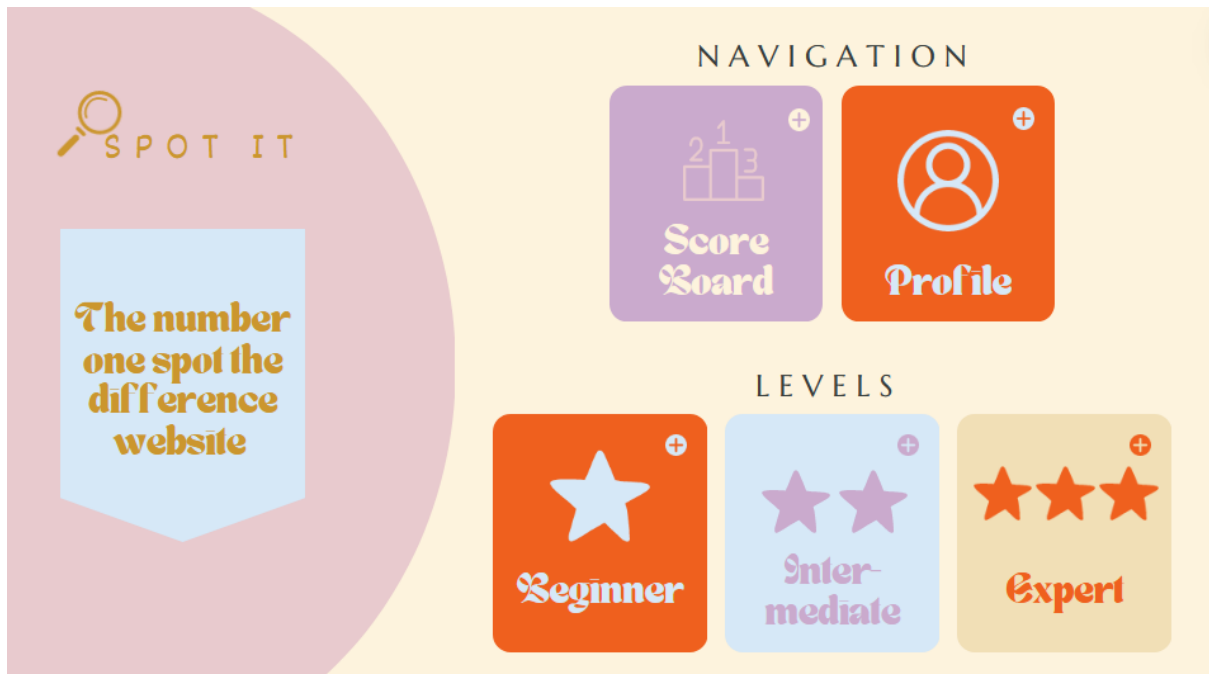 SPOT IT
The number
one spot the
difference
website
NAVIGATION
2 1 3
Score
Board
Profile
LEVELS
Beginner
Inter-
mediate
Expert